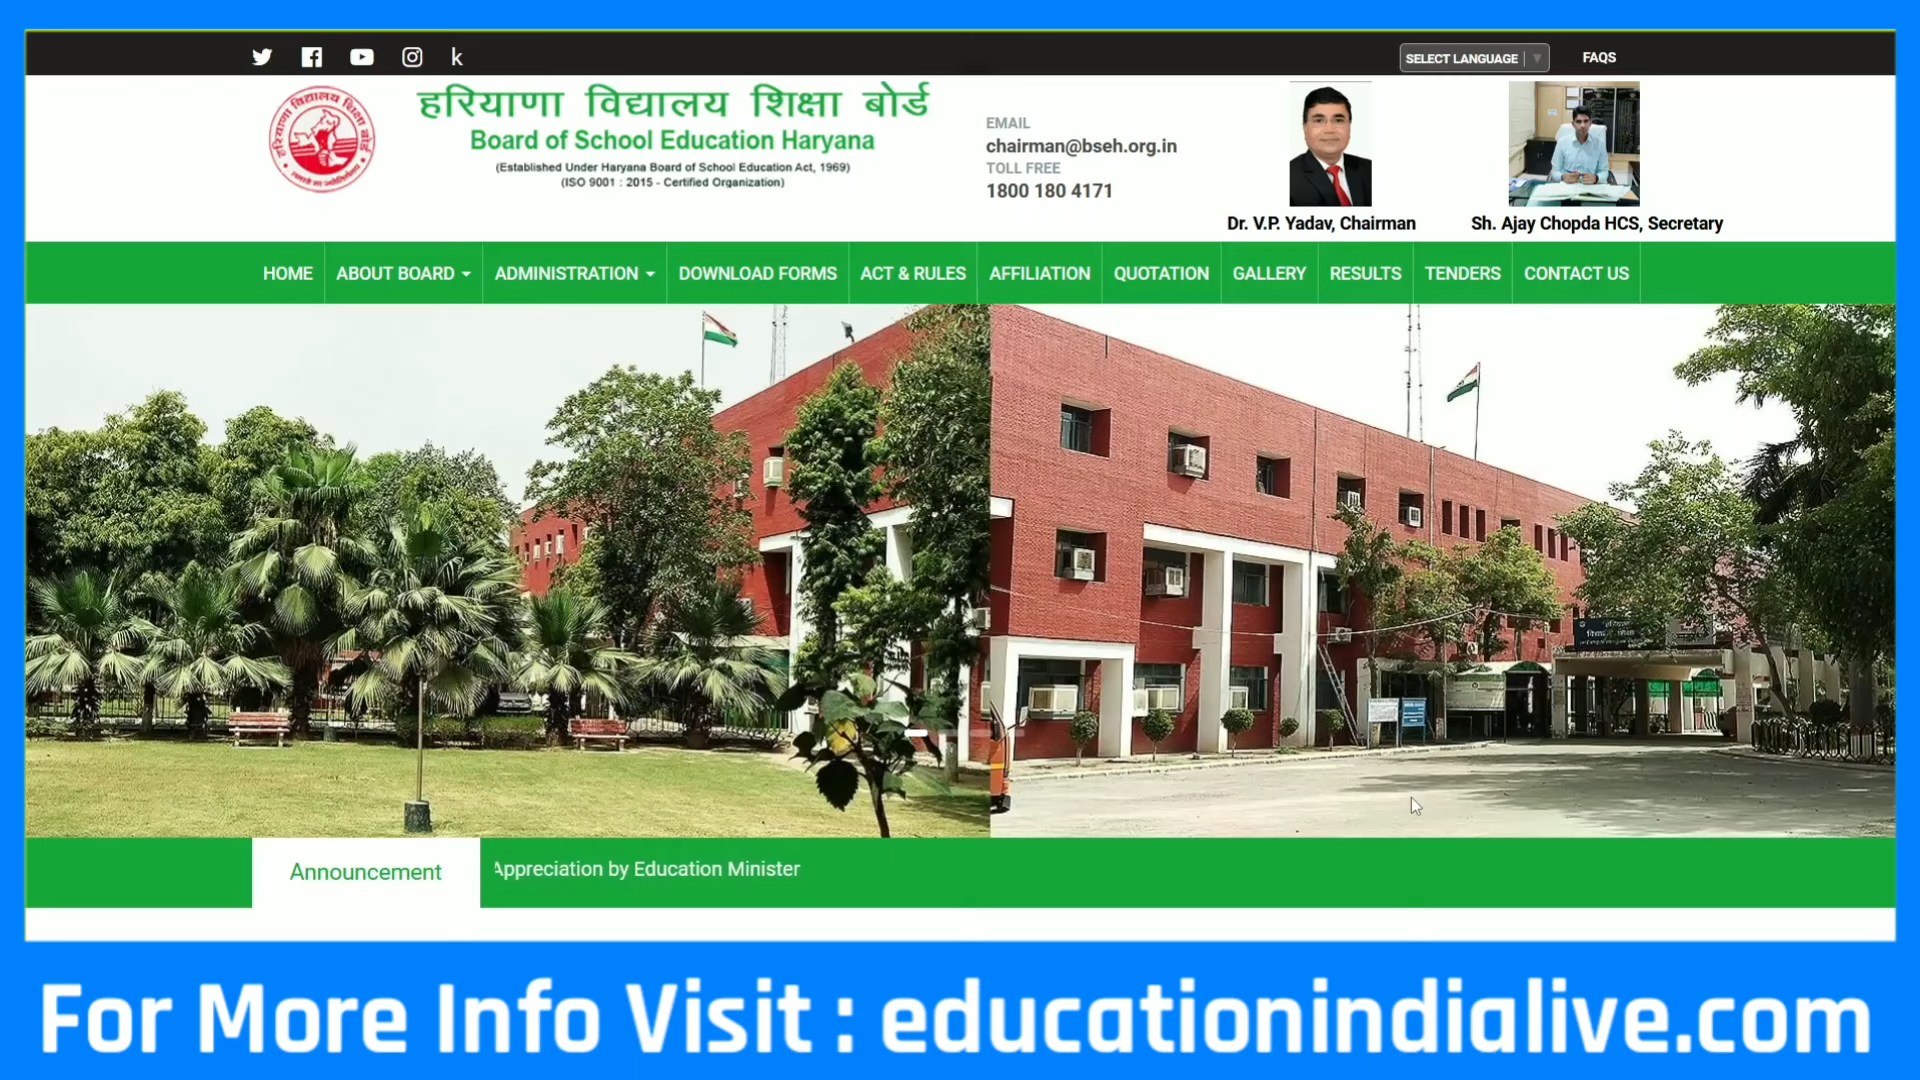 k
SELECT LANGUAGE
FAQS
हरियाणा विद्यालय शिक्षा बोर्ड
Board of School Education Haryana
(Established Under Haryana Board of School Education Act, 1969)
(ISO 9001 : 2015 - Certified Organization)
EMAIL
chairman@bseh.org.in
TOLL FREE
1800 180 4171
Dr. V.P. Yadav, Chairman
Sh. Ajay Chopda HCS, Secretary
HOME
ABOUT BOARD
ADMINISTRATION
DOWNLOAD FORMS
ACT & RULES
AFFILIATION
QUOTATION
GALLERY
RESULTS
TENDERS
CONTACT US
हरियाणा
विद्यालय शिक्षा
Announcement
Appreciation by Education Minister
For More Info Visit : educationindialive.com